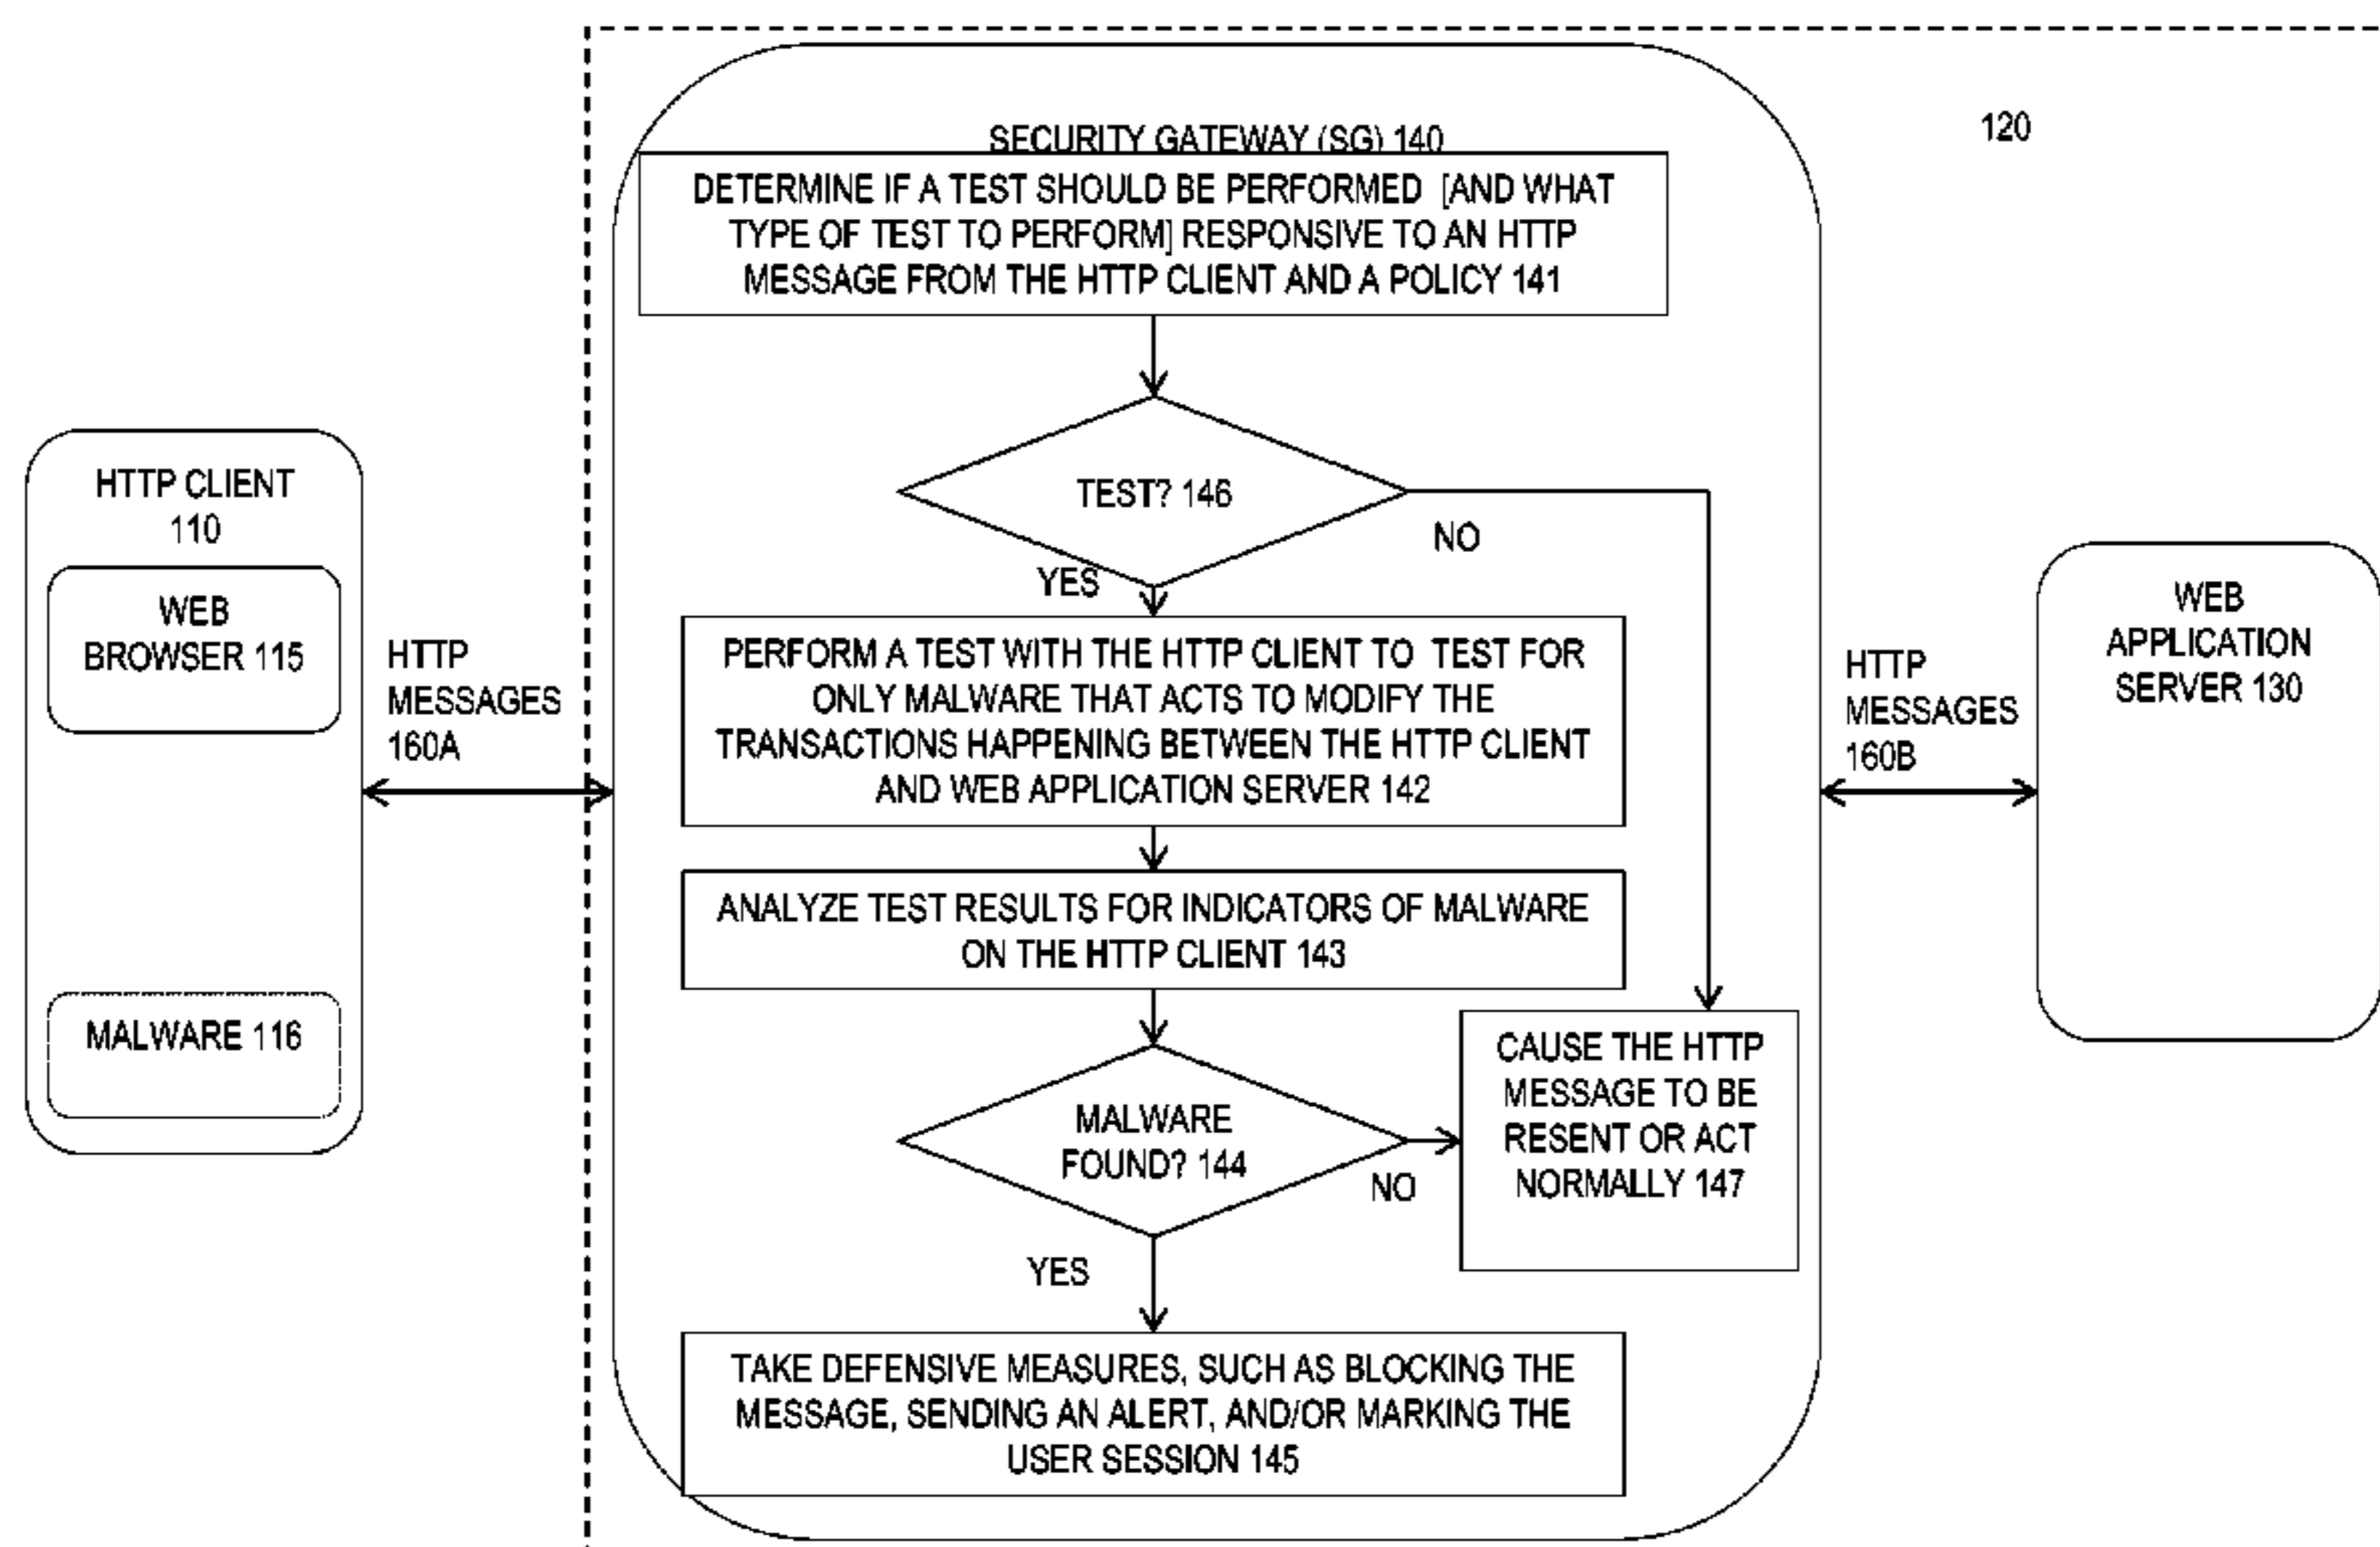 SECURITY GATEWAY (SG) 140
120
DETERMINE IF A TEST SHOULD BE PERFORMED [AND WHAT
TYPE OF TEST TO PERFORM] RESPONSIVE TO AN HTTP
MESSAGE FROM THE HTTP CLIENT AND A POLICY 141
TEST? 146
NO
YES
HTTP CLIENT
110
WEB
BROWSER 115
MALWARE 116
HTTP
MESSAGES
160A
PERFORM A TEST WITH THE HTTP CLIENT TO TEST FOR
ONLY MALWARE THAT ACTS TO MODIFY THE
TRANSACTIONS HAPPENING BETWEEN THE HTTP CLIENT
AND WEB APPLICATION SERVER 142
ANALYZE TEST RESULTS FOR INDICATORS OF MALWARE
ON THE HTTP CLIENT 143
MALWARE
FOUND? 144
NO
YES
CAUSE THE HTTP
MESSAGE TO BE
RESENT OR ACT
NORMALLY 147
TAKE DEFENSIVE MEASURES, SUCH AS BLOCKING THE
MESSAGE, SENDING AN ALERT, AND/OR MARKING THE
USER SESSION 145
HTTP
MESSAGES
160B
WEB
APPLICATION
SERVER 130